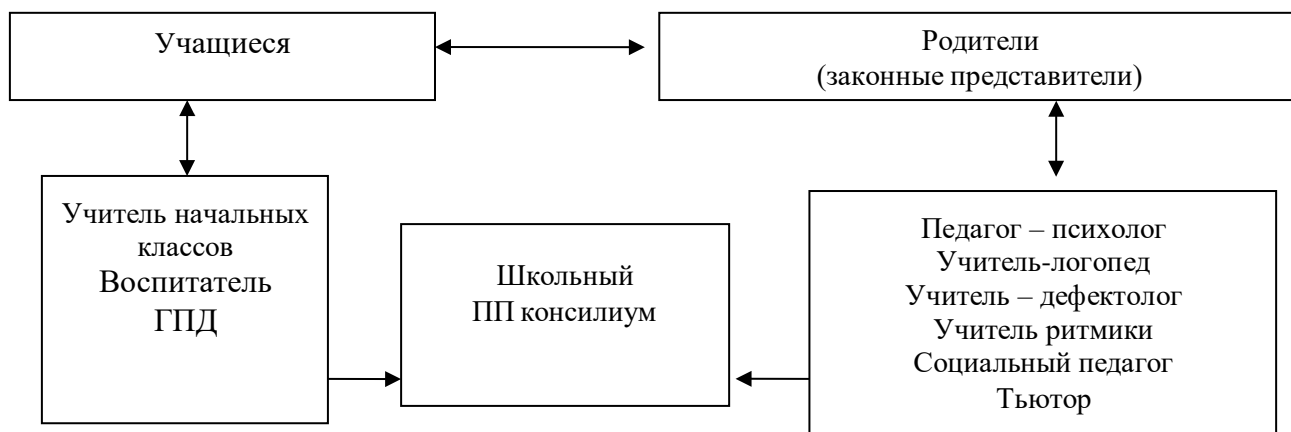 Учащиеся
Родители
(законные представители)
Учитель начальных
классов
Воспитатель
ГПД
Школьный
ПП консилиум
Педагог – психолог
Учитель-логопед
Учитель – дефектолог
Учитель ритмики
Социальный педагог
Тьютор